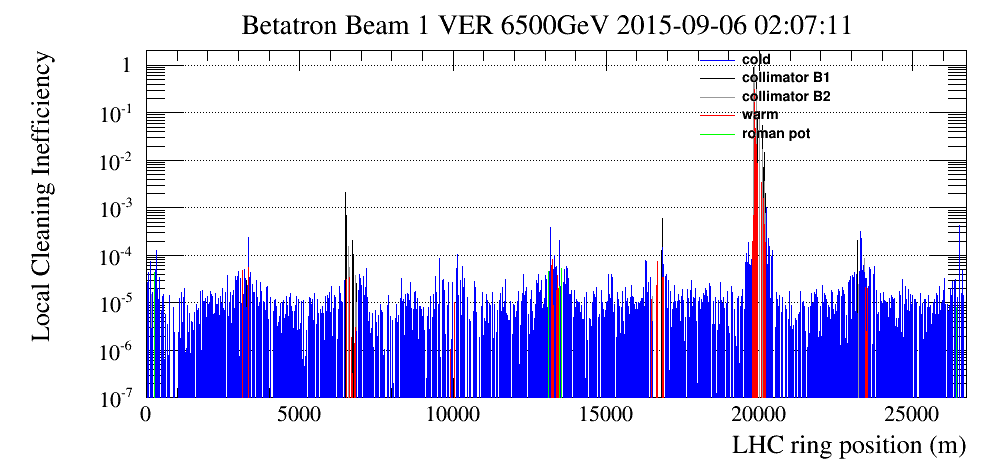 Betatron Beam 1 VER 6500GeV 2015-09-06 02:07:11
Local Cleaning Inefficiency
1
10-1
10-2
10-3
10-4
10-5
10-6
10-7
cold
collimator B1
collimator B2
warm
roman pot
0 5000 10000 15000 20000 25000
LHC ring position (m)